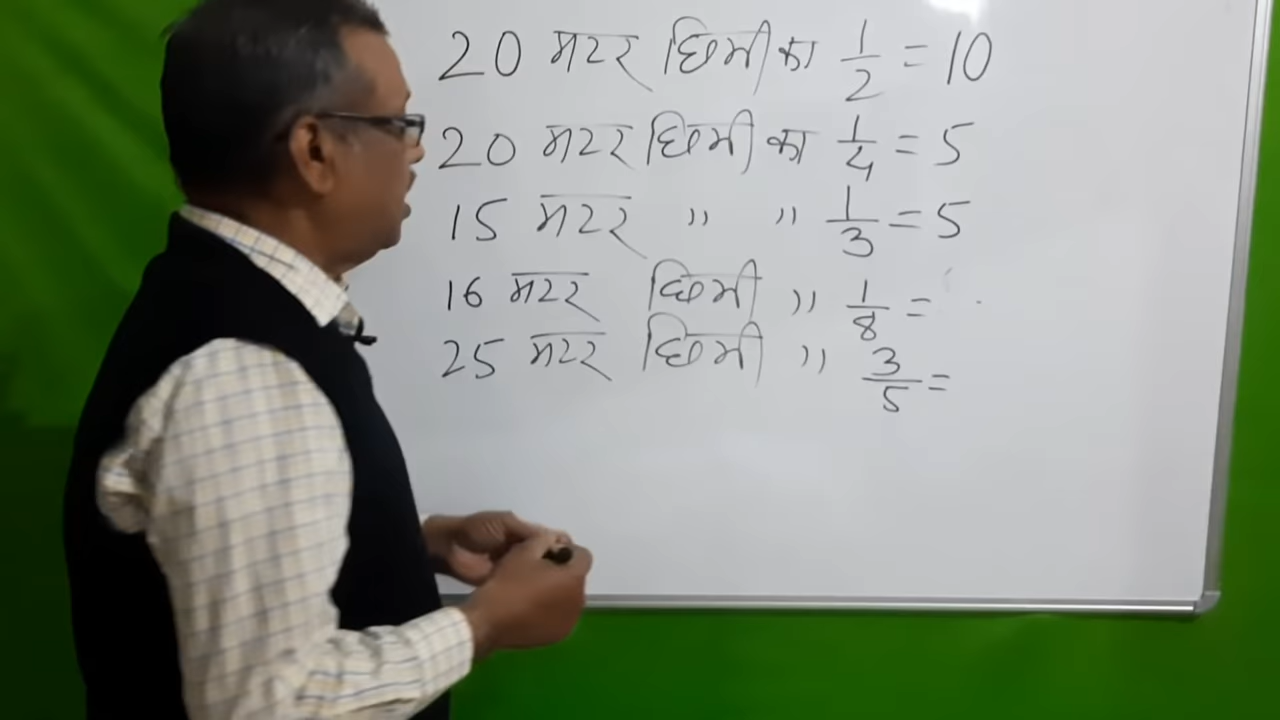 20 मटर छिमी का 1/2 = 10
20 मटर छिमी का 1/4 = 5
15 मटर " " 1/3 = 5
16 मटर छिमी " 1/8 =
25 मटर छिमी " 3/5 =